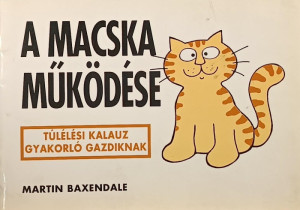 A MACSKA
MŰKÖDÉSE
TÚLÉLÉSI KALAUZ
GYAKORLÓ GAZDIKNAK
MARTIN BAXENDALE